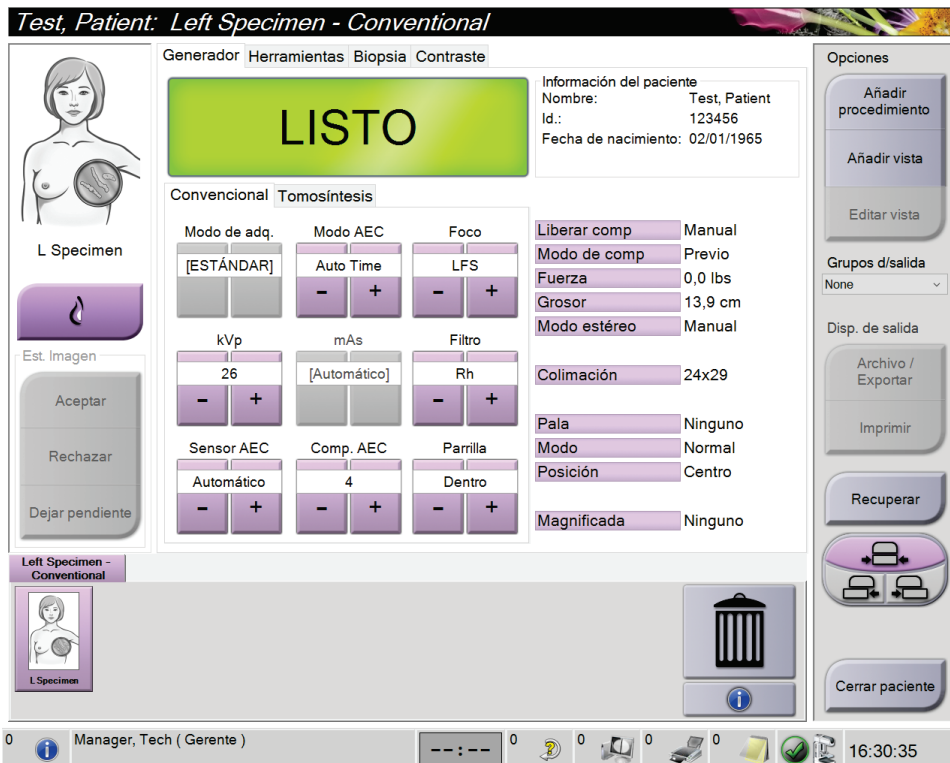 Test, Patient:  Left Specimen - Conventional
Generador Herramientas Biopsia Contraste
LISTO
Información del paciente
Nombre: Test, Patient
Id.: 123456
Fecha de nacimiento: 02/01/1965
L Specimen
Est. Imagen
Aceptar
Rechazar
Dejar pendiente
Convencional Tomosíntesis
Modo de adq. Modo AEC Foco
[ESTÁNDAR] Auto Time LFS
- + - +
kVp mAs Filtro
26 [Automático] Rh
- + - +
Sensor AEC Comp. AEC Parrilla
Automático 4 Dentro
- + - + - +
Liberar comp Manual
Modo de comp Previo
Fuerza 0,0 lbs
Grosor 13,9 cm
Modo estéreo Manual
Colimación 24x29
Pala Ninguno
Modo Normal
Posición Centro
Magnificada Ninguno
Opciones
Añadir
procedimiento
Añadir vista
Editar vista
Grupos d/salida
None
Disp. de salida
Archivo /
Exportar
Imprimir
Recuperar
Cerrar paciente
Left Specimen -
Conventional
L Specimen
0 Manager, Tech ( Gerente ) --:-- 0 0 0 0 16:30:35